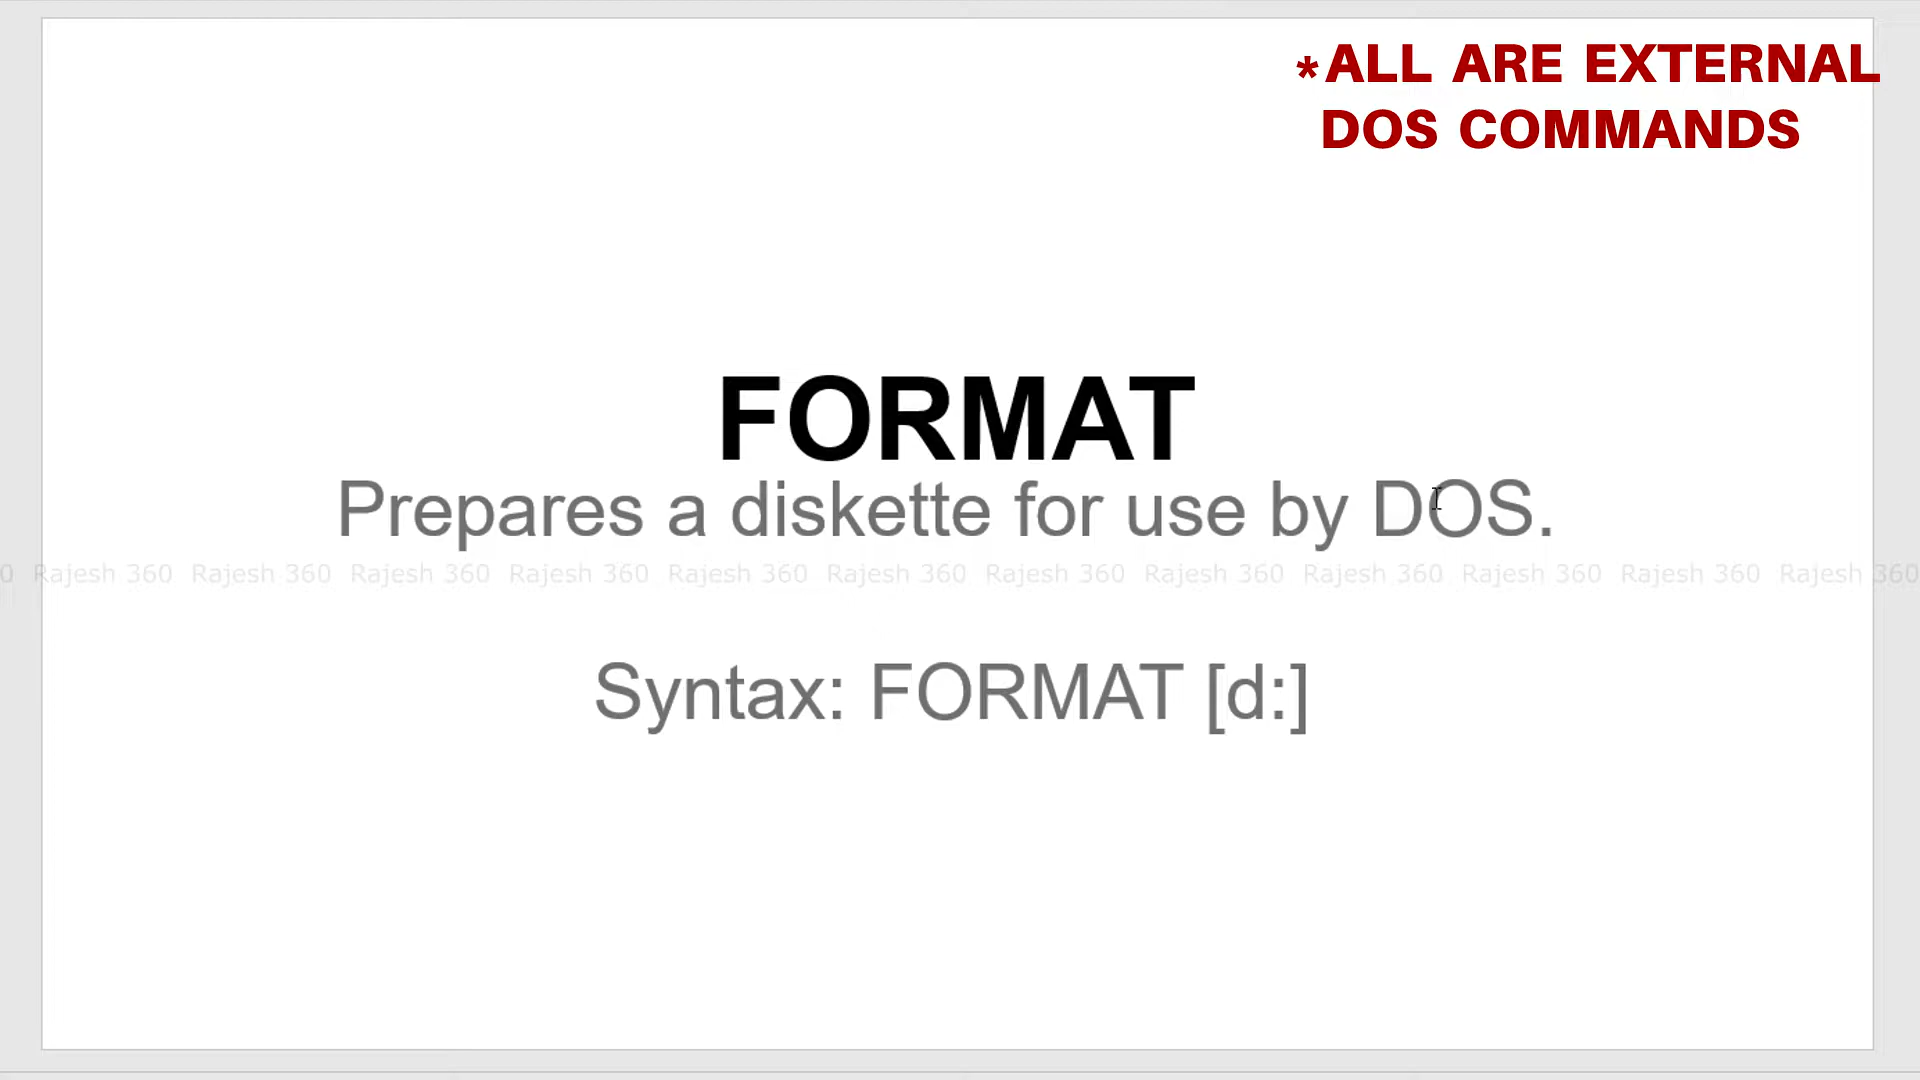 *ALL ARE EXTERNAL
DOS COMMANDS
FORMAT
Prepares a diskette for use by DOS.
0 Rajesh 360 Rajesh 360 Rajesh 360 Rajesh 360 Rajesh 360 Rajesh 360 Rajesh 360 Rajesh 360 Rajesh 360 Rajesh 360 Rajesh 360 Rajesh 360
Syntax: FORMAT [d:]